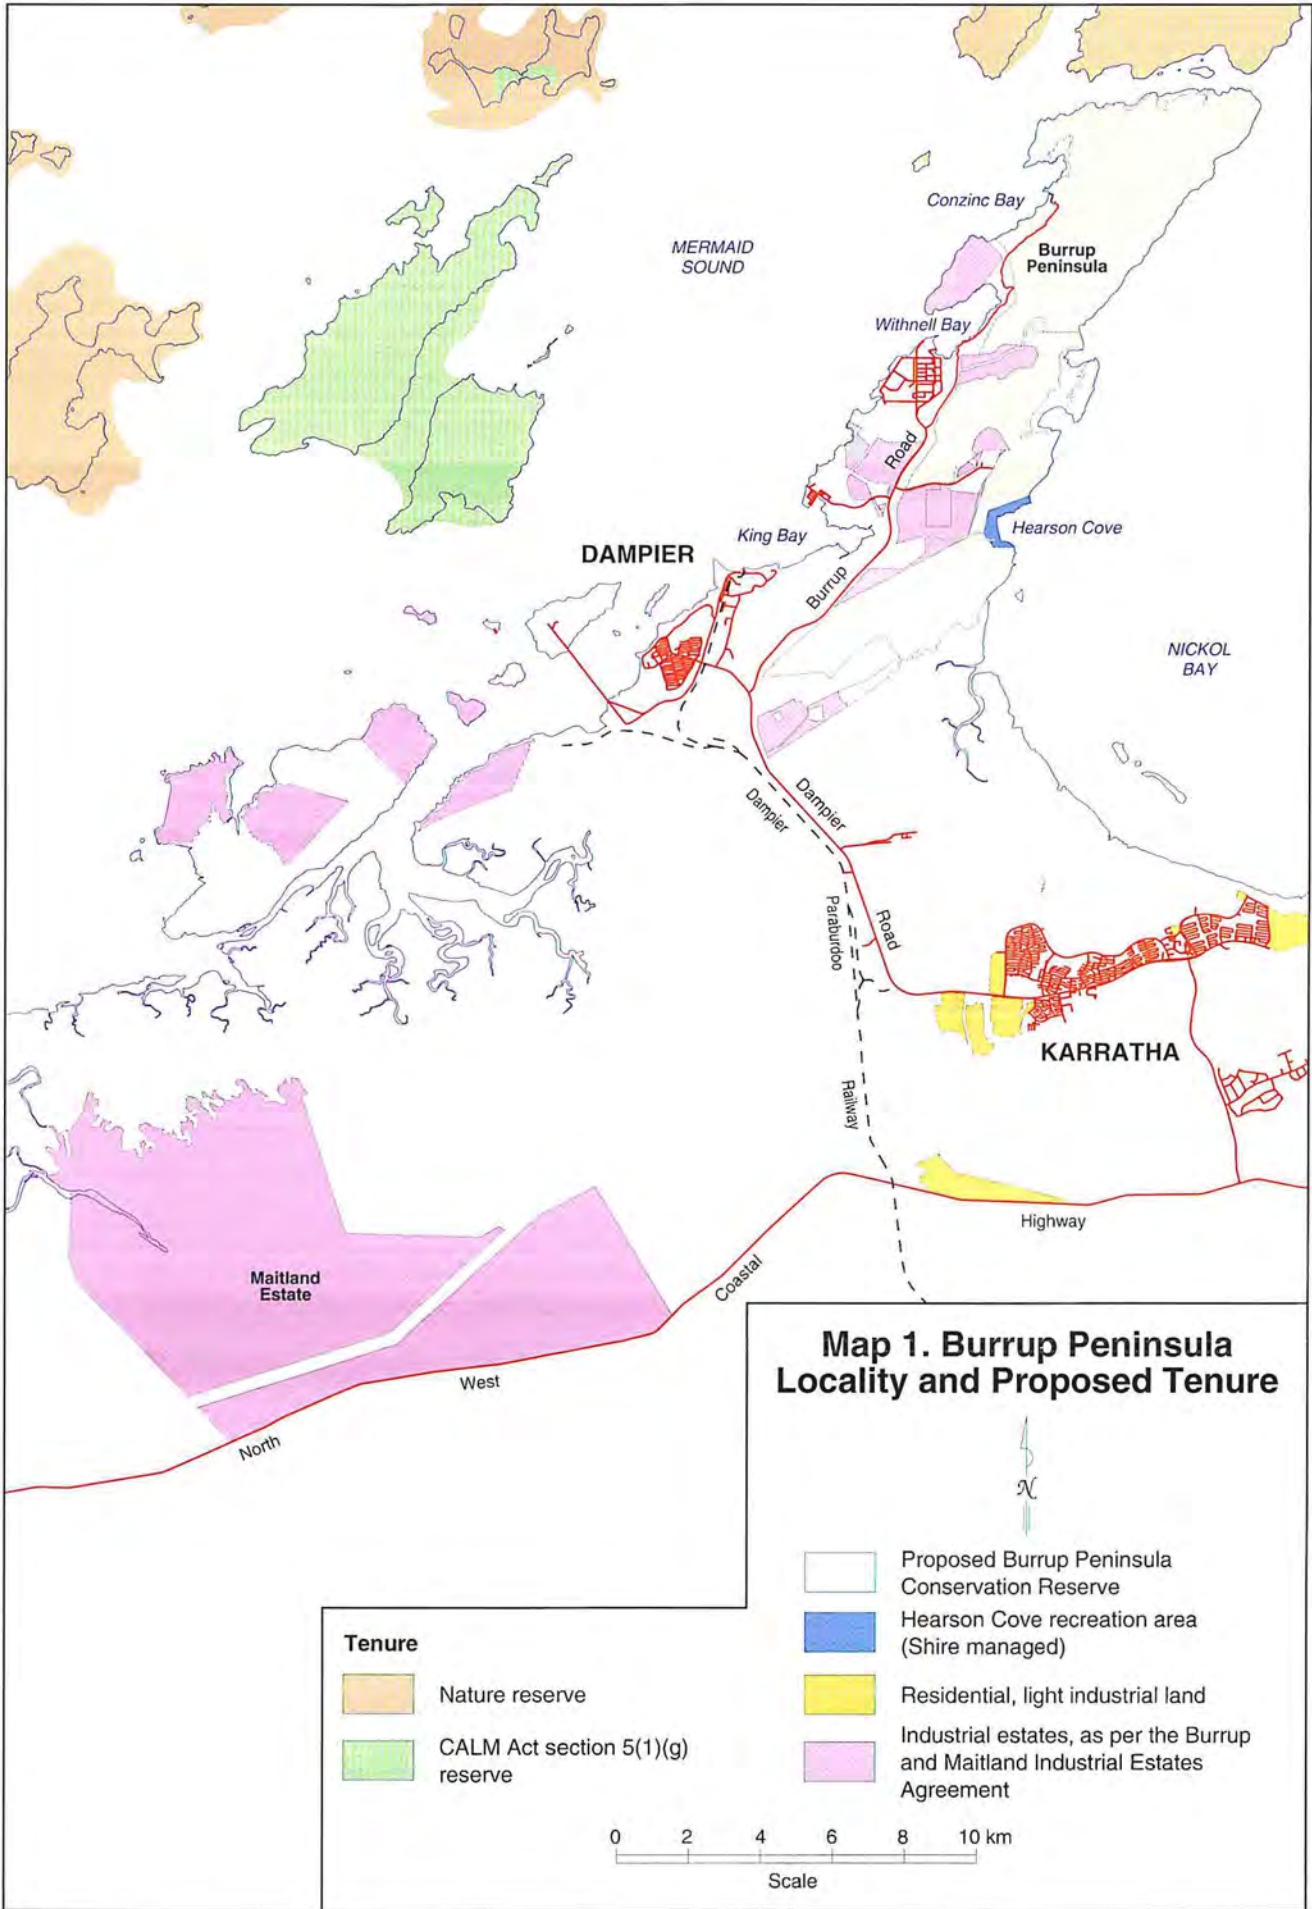 Conzinc Bay
MERMAID
SOUND
Burrup
Peninsula
Withnell Bay
Road
King Bay
Hearson Cove
DAMPIER
Burrup
NICKOL
BAY
Dampier
Dampier
Paraburdoo
Road
KARRATHA
Railway
Highway
Maitland
Estate
Coastal
West
North
Map 1. Burrup Peninsula
Locality and Proposed Tenure
N
Proposed Burrup Peninsula
Conservation Reserve
Hearson Cove recreation area
(Shire managed)
Tenure
Nature reserve
Residential, light industrial land
CALM Act section 5(1)(g)
reserve
Industrial estates, as per the Burrup
and Maitland Industrial Estates
Agreement
0 2 4 6 8 10 km
Scale